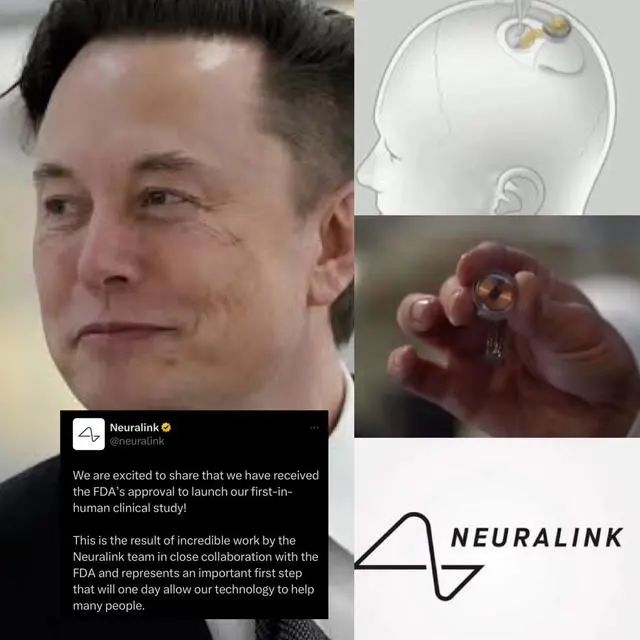 Neuralink
@neuralink
We are excited to share that we have received
the FDA's approval to launch our first-in-
human clinical study!
This is the result of incredible work by the
Neuralink team in close collaboration with the
FDA and represents an important first step
that will one day allow our technology to help
many people.
NEURALINK